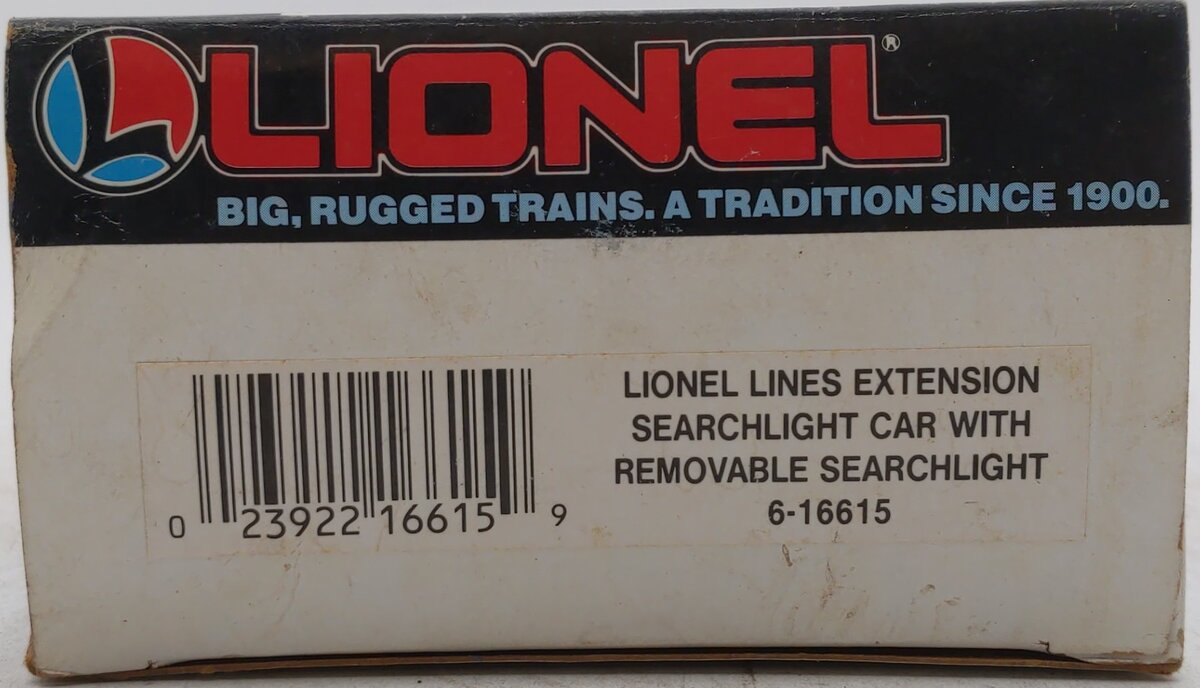 LIONEL®
BIG, RUGGED TRAINS. A TRADITION SINCE 1900.
LIONEL LINES EXTENSION
SEARCHLIGHT CAR WITH
REMOVABLE SEARCHLIGHT
6-16615
0 23922 16615 9